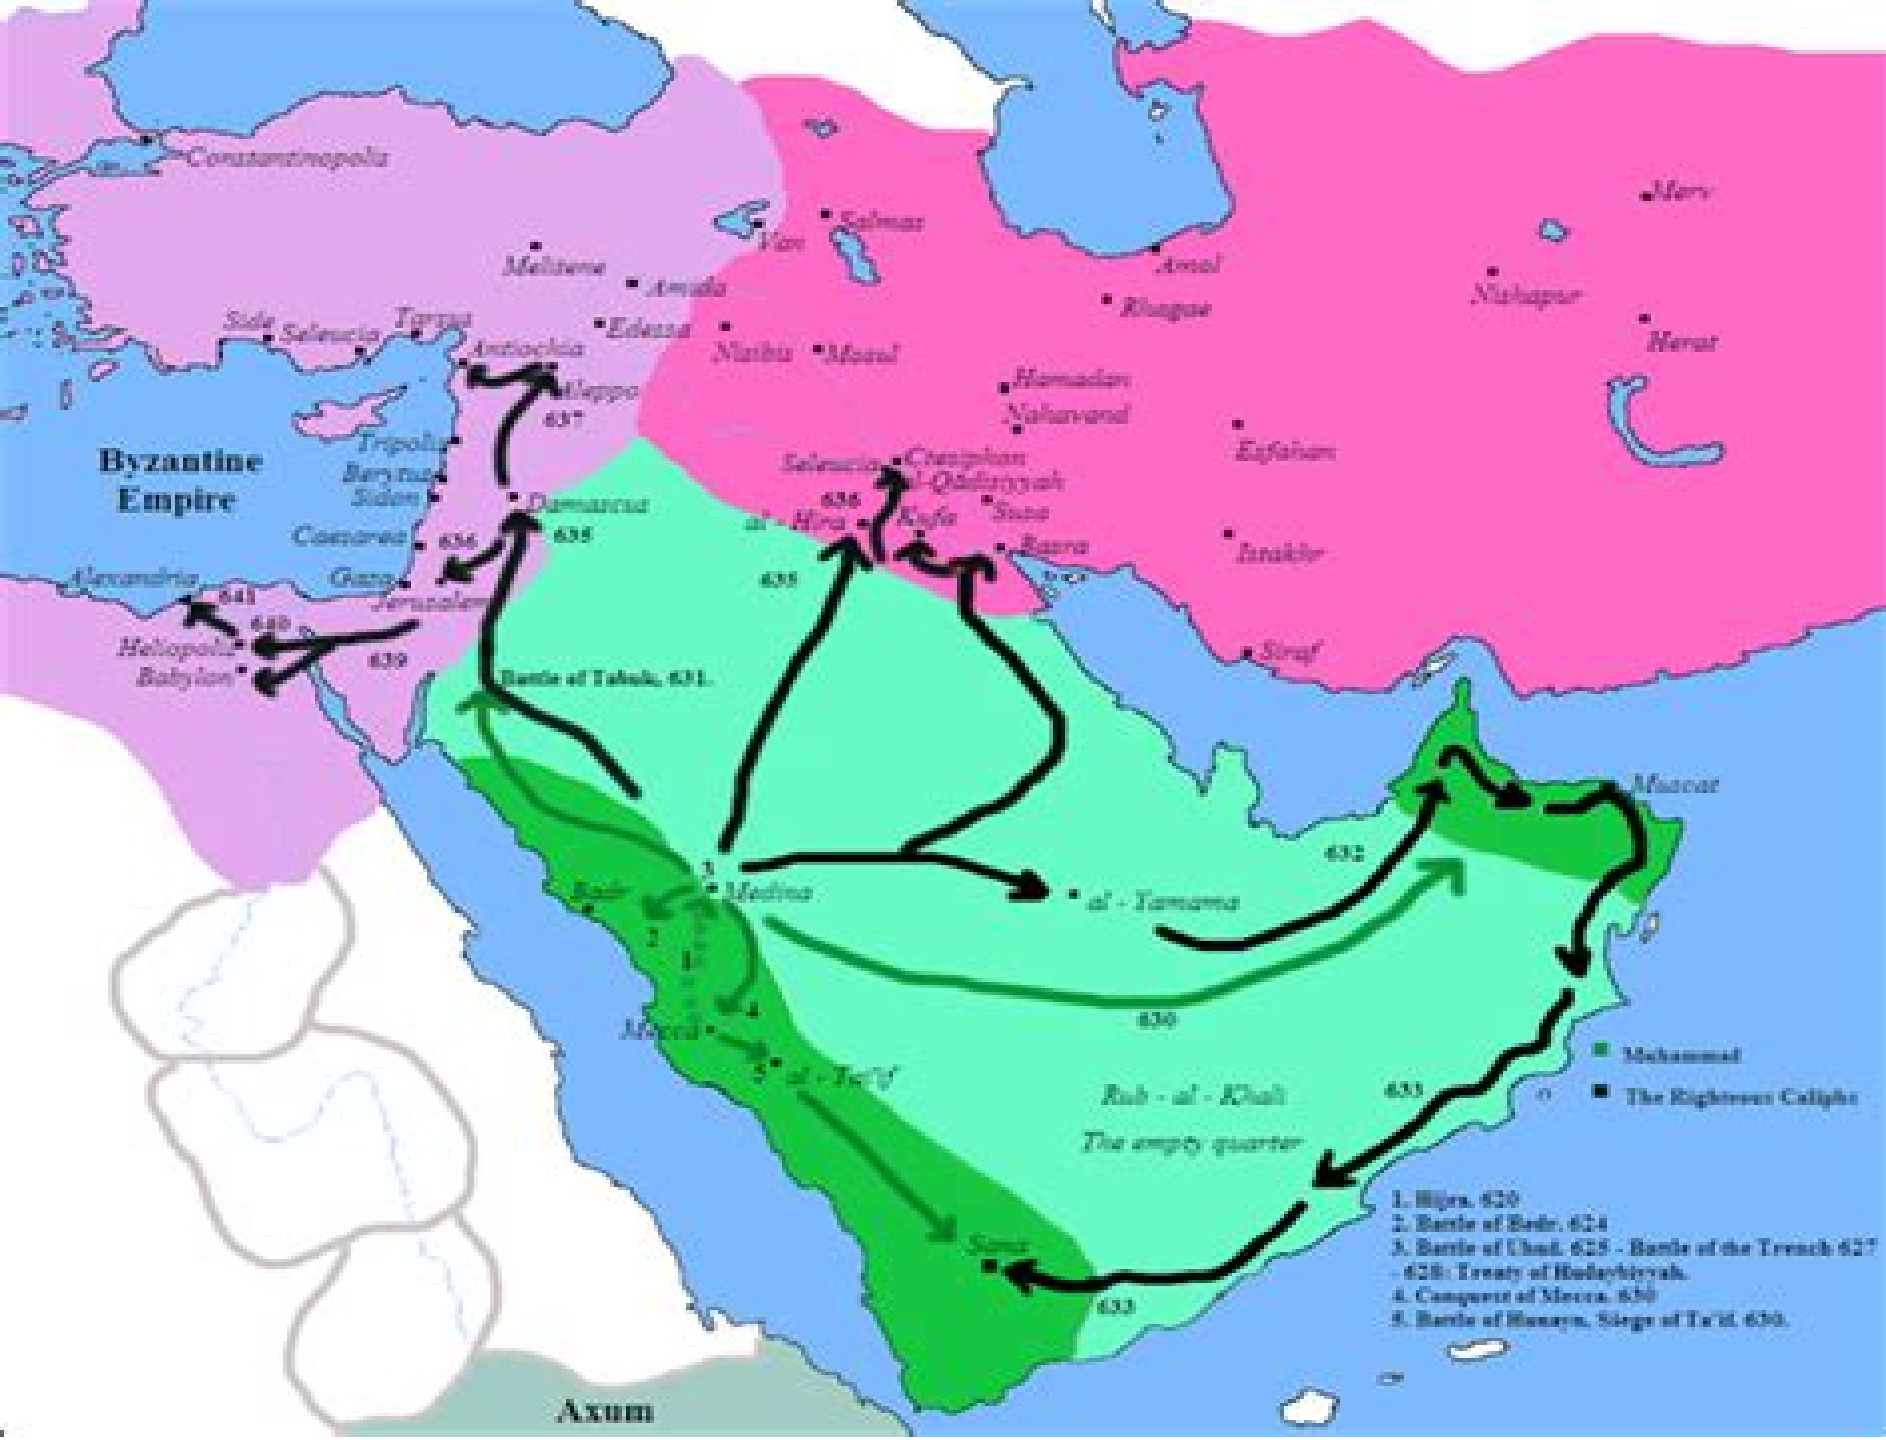 Constantinopolis
Marv
Salmas
Van
Melitene
Amol
Amida
Nishapur
Rhagae
Side
Seleucia
Tarsus
Edessa
Herat
Antiochia
Nisibis
Mosul
Hamadan
Aleppo
637
Nahavand
Tripolis
Esfahan
Byzantine
Empire
Seleucia
Ctesiphon
al-Qādisiyyah
Berytus
Sidon
Damascus
636
Susa
al - Hira
Kufa
Caesarea
636
635
Basra
Istakhr
Alexandria
Gaza
635
641
Jerusalem
640
Heliopolis
639
Siraf
Babylon
Battle of Tabuk, 631.
Muscat
632
3
Badr
Medina
al - Yamama
2
1
4
630
Mecca
5
al - Ta'if
Muhammad
633
The Righteous Caliphs
Rub - al - Khali
The empty quarter
1. Hijra. 620
2. Battle of Bedr. 624
3. Battle of Uhud. 625 - Battle of the Trench 627
- 628: Treaty of Hudaybiyyah.
4. Conquest of Mecca. 630
5. Battle of Hunayn, Siege of Ta'if. 630.
Sana
633
Axum